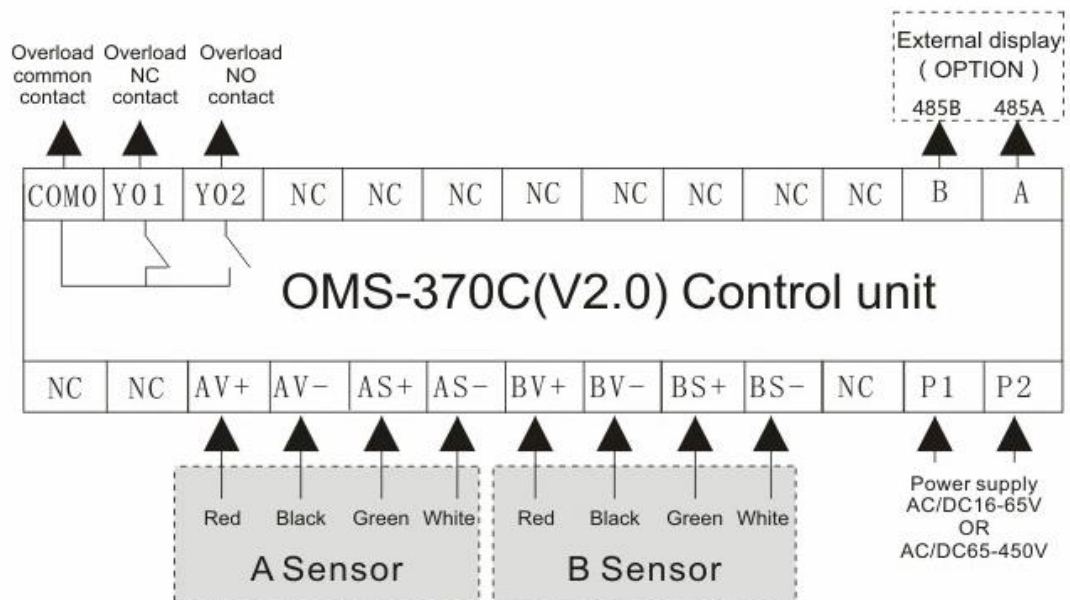 Overload Overload Overload
common NC NO
contact contact contact
External display
( OPTION )
485B 485A
COM0 Y01 Y02 NC NC NC NC NC NC NC NC B A
OMS-370C(V2.0) Control unit
NC NC AV+ AV- AS+ AS- BV+ BV- BS+ BS- NC P1 P2
Red Black Green White Red Black Green White
A Sensor B Sensor
Power supply
AC/DC16-65V
OR
AC/DC65-450V